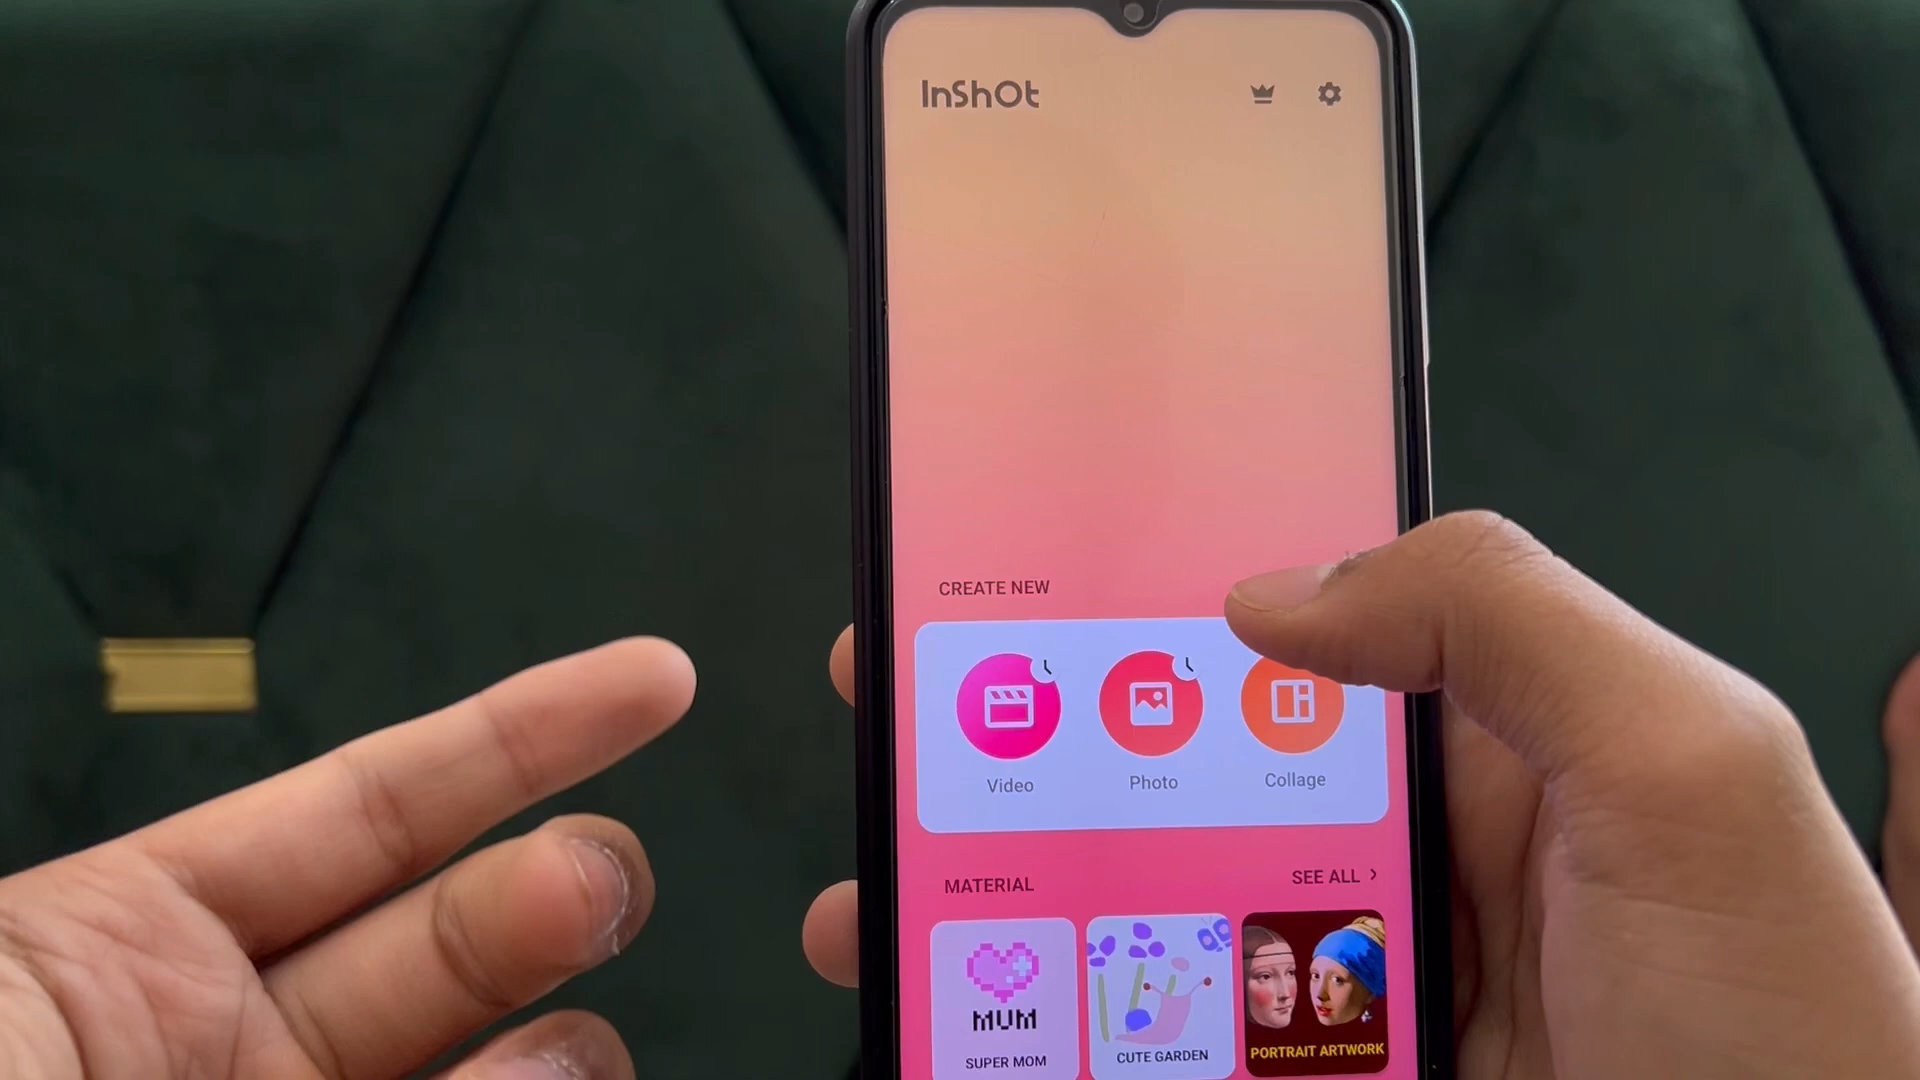 InShOt
CREATE NEW
Video
Photo
Collage
MATERIAL
SEE ALL >
MUM
SUPER MOM
CUTE GARDEN
PORTRAIT ARTWORK